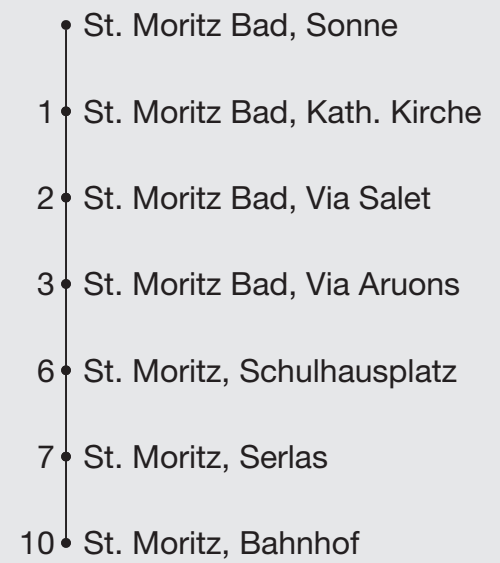 St. Moritz Bad, Sonne
1 St. Moritz Bad, Kath. Kirche
2 St. Moritz Bad, Via Salet
3 St. Moritz Bad, Via Aruons
6 St. Moritz, Schulhausplatz
7 St. Moritz, Serlas
10 St. Moritz, Bahnhof